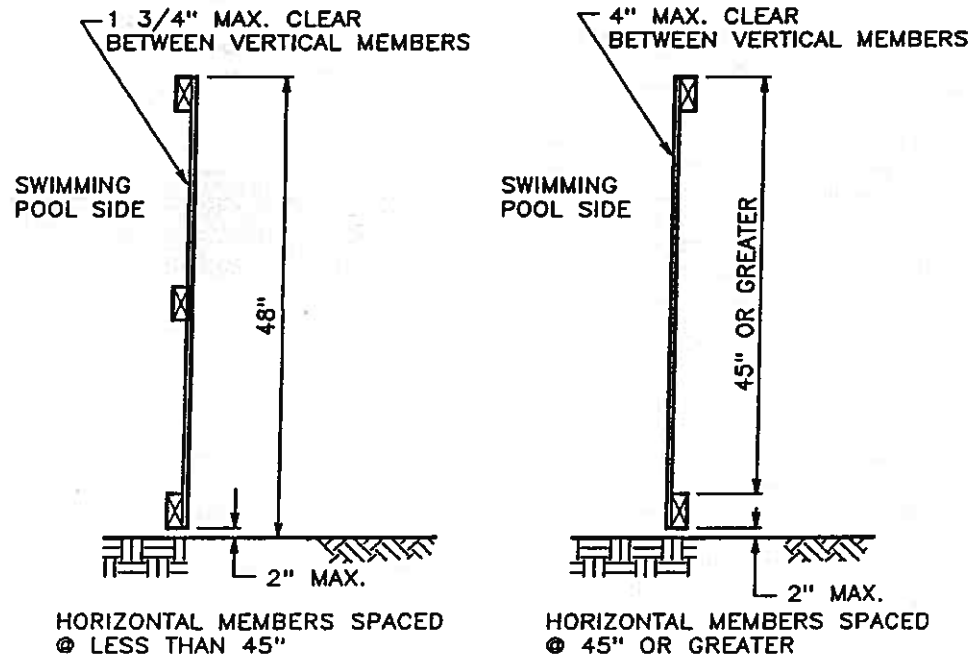 1 3/4" MAX. CLEAR
BETWEEN VERTICAL MEMBERS
SWIMMING
POOL SIDE
48"
2" MAX.
HORIZONTAL MEMBERS SPACED
@ LESS THAN 45"
4" MAX. CLEAR
BETWEEN VERTICAL MEMBERS
SWIMMING
POOL SIDE
45" OR GREATER
2" MAX.
HORIZONTAL MEMBERS SPACED
@ 45" OR GREATER